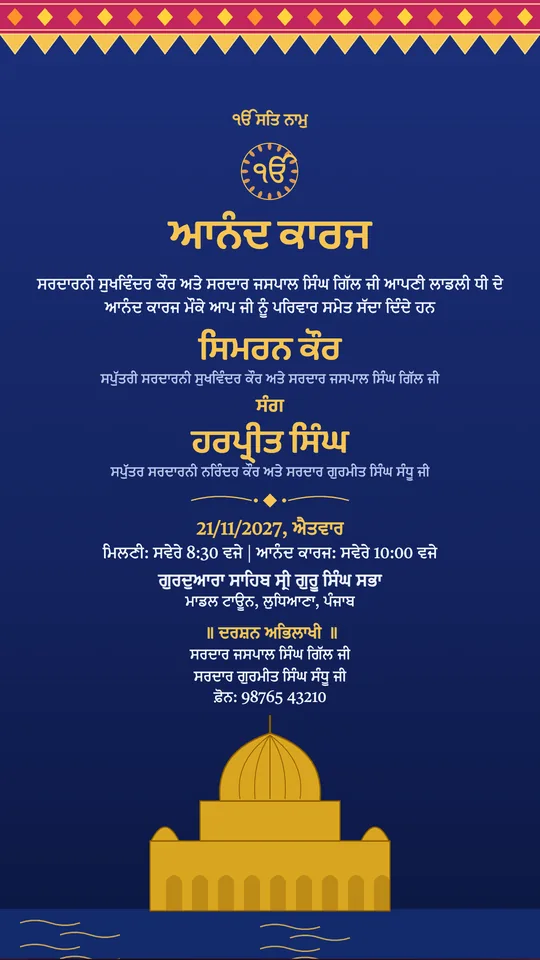 ੴ ਸਤਿ ਨਾਮੁ
ੴ
ਆਨੰਦ ਕਾਰਜ
ਸਰਦਾਰਨੀ ਸੁਖਵਿੰਦਰ ਕੌਰ ਅਤੇ ਸਰਦਾਰ ਜਸਪਾਲ ਸਿੰਘ ਗਿੱਲ ਜੀ ਆਪਣੀ ਲਾਡਲੀ ਧੀ ਦੇ
ਆਨੰਦ ਕਾਰਜ ਮੌਕੇ ਆਪ ਜੀ ਨੂੰ ਪਰਿਵਾਰ ਸਮੇਤ ਸੱਦਾ ਦਿੰਦੇ ਹਨ
ਸਿਮਰਨ ਕੌਰ
ਸਪੁੱਤਰੀ ਸਰਦਾਰਨੀ ਸੁਖਵਿੰਦਰ ਕੌਰ ਅਤੇ ਸਰਦਾਰ ਜਸਪਾਲ ਸਿੰਘ ਗਿੱਲ ਜੀ
ਸੰਗ
ਹਰਪ੍ਰੀਤ ਸਿੰਘ
ਸਪੁੱਤਰ ਸਰਦਾਰਨੀ ਨਰਿੰਦਰ ਕੌਰ ਅਤੇ ਸਰਦਾਰ ਗੁਰਮੀਤ ਸਿੰਘ ਸੰਧੂ ਜੀ
21/11/2027, ਐਤਵਾਰ
ਮਿਲਣੀ: ਸਵੇਰੇ 8:30 ਵਜੇ | ਆਨੰਦ ਕਾਰਜ: ਸਵੇਰੇ 10:00 ਵਜੇ
ਗੁਰਦੁਆਰਾ ਸਾਹਿਬ ਸ੍ਰੀ ਗੁਰੂ ਸਿੰਘ ਸਭਾ
ਮਾਡਲ ਟਾਊਨ, ਲੁਧਿਆਣਾ, ਪੰਜਾਬ
॥ ਦਰਸ਼ਨ ਅਭਿਲਾਖੀ ॥
ਸਰਦਾਰ ਜਸਪਾਲ ਸਿੰਘ ਗਿੱਲ ਜੀ
ਸਰਦਾਰ ਗੁਰਮੀਤ ਸਿੰਘ ਸੰਧੂ ਜੀ
ਫ਼ੋਨ: 98765 43210